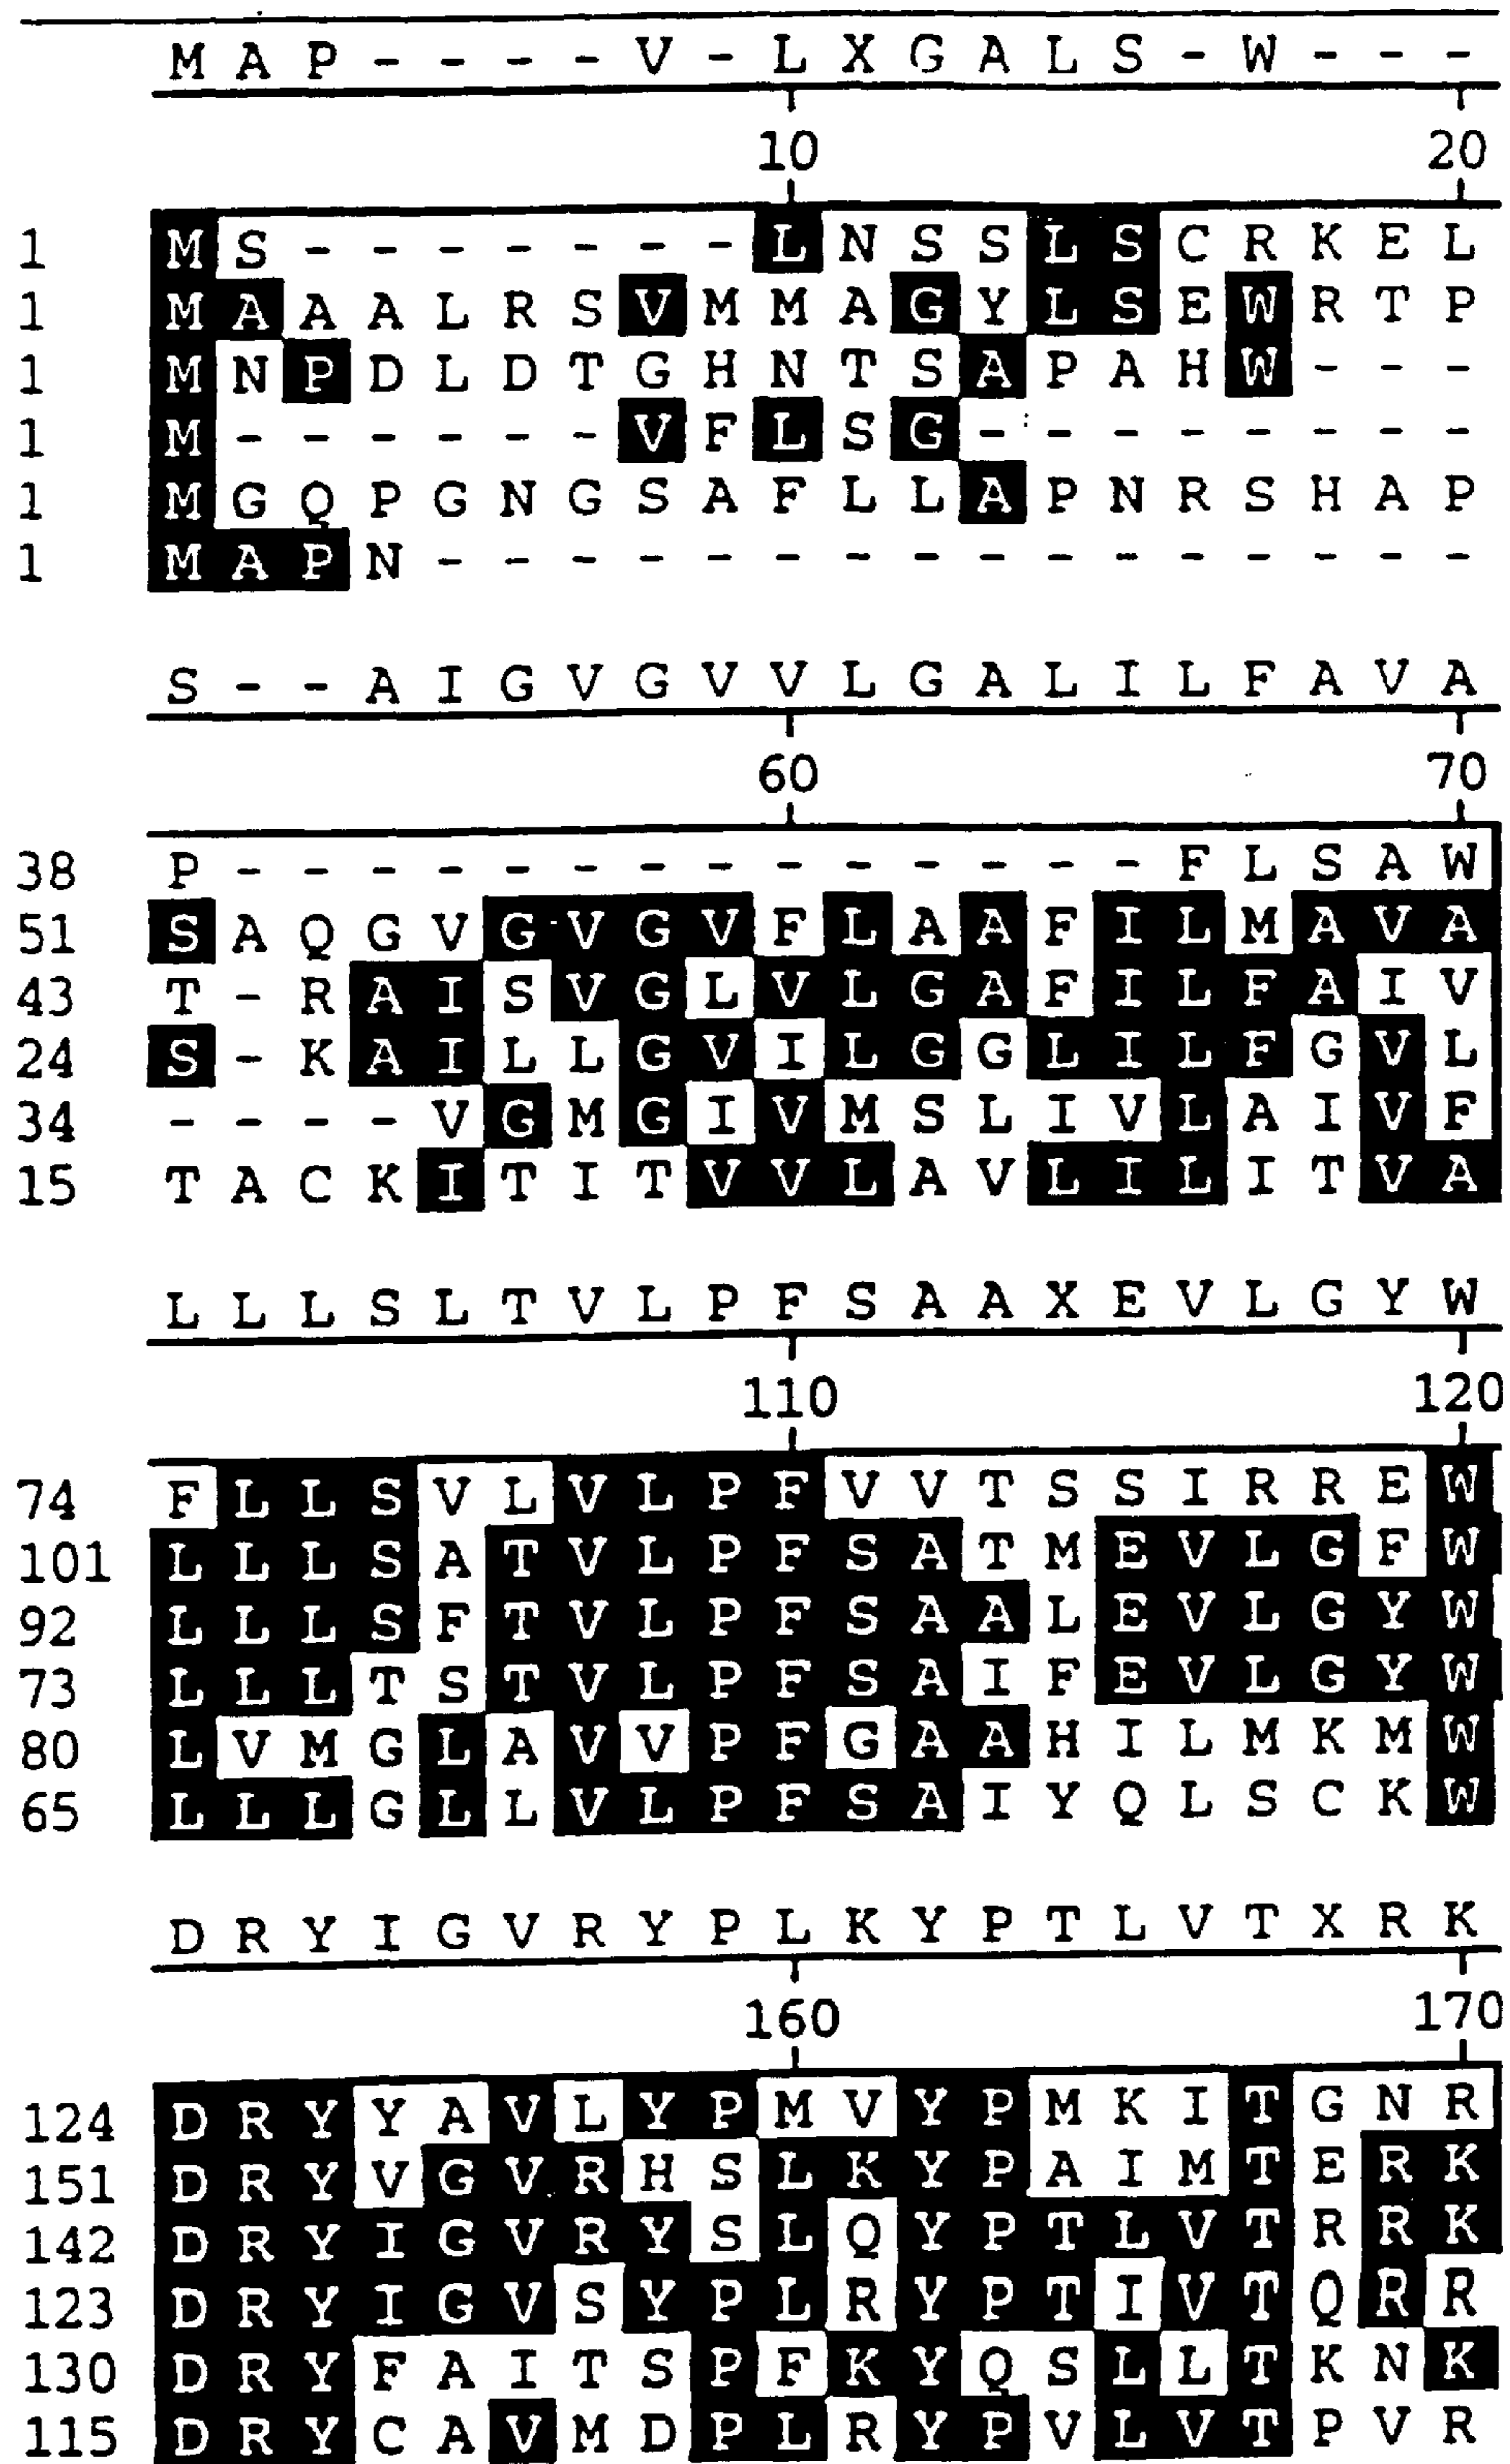 M A P - - - - V - L X G A L S - W - - -
10 20
1 M S - - - - - - - L N S S L S C R K E L
1 M A A A L R S V M M A G Y L S E W R T P
1 M N P D L D T G H N T S A P A H W - - -
1 M - - - - - - V F L S G - - - - - - - -
1 M G Q P G N G S A F L L A P N R S H A P
1 M A P N - - - - - - - - - - - - - - - -
S - - A I G V G V V L G A L I L F A V A
60 70
38 P - - - - - - - - - - - - - - F L S A W
51 S A Q G V G V G V F L A A F I L M A V A
43 T - R A I S V G L V L G A F I L F A I V
24 S - K A I L L G V I L G G L I L F G V L
34 - - - - V G M G I V M S L I V L A I V F
15 T A C K I T I T V V L A V L I L I T V A
L L L S L T V L P F S A A X E V L G Y W
110 120
74 F L L S V L V L P F V V T S S I R R E W
101 L L L S A T V L P F S A T M E V L G F W
92 L L L S F T V L P F S A A L E V L G Y W
73 L L L T S T V L P F S A I F E V L G Y W
80 L V M G L A V V P F G A A H I L M K M W
65 L L L G L L V L P F S A I Y Q L S C K W
D R Y I G V R Y P L K Y P T L V T X R K
160 170
124 D R Y Y A V L Y P M V Y P M K I T G N R
151 D R Y V G V R H S L K Y P A I M T E R K
142 D R Y I G V R Y S L Q Y P T L V T R R K
123 D R Y I G V S Y P L R Y P T I V T Q R R
130 D R Y F A I T S P F K Y Q S L L T K N K
115 D R Y C A V M D P L R Y P V L V T P V R